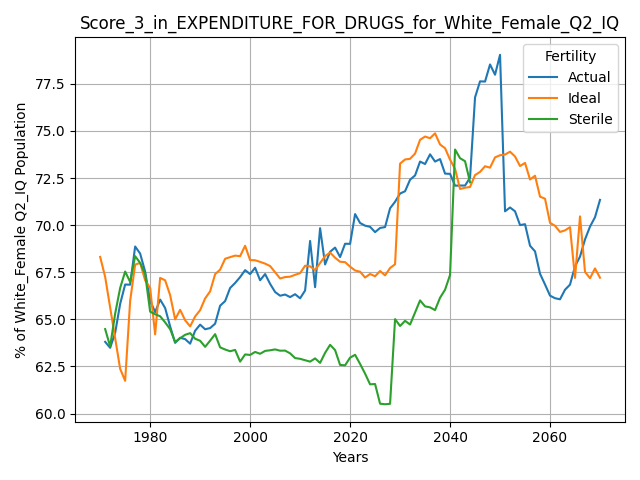 Score_3_in_EXPENDITURE_FOR_DRUGS_for_White_Female_Q2_IQ
Fertility
Actual
Ideal
Sterile
% of White_Female Q2_IQ Population
77.5
75.0
72.5
70.0
67.5
65.0
62.5
60.0
1980
2000
2020
2040
2060
Years